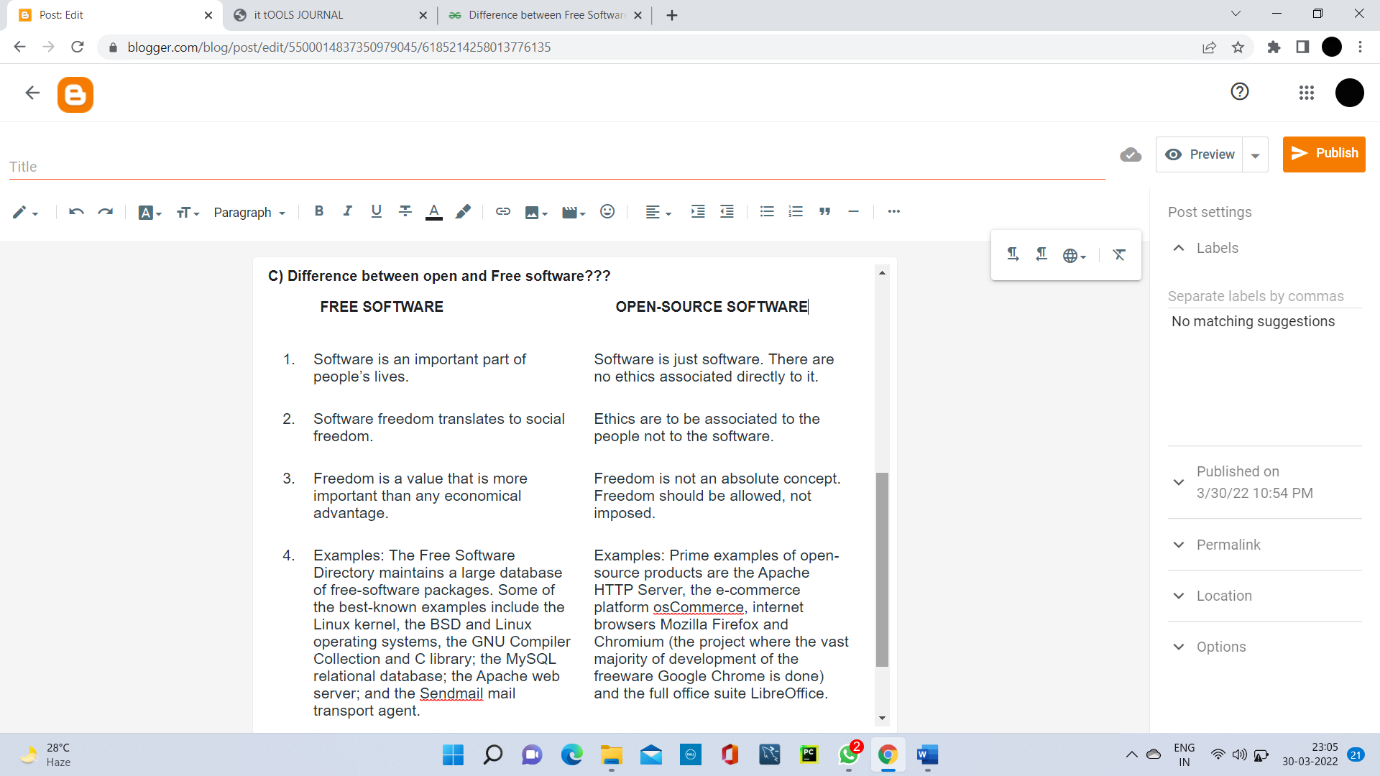 Post: Edit
it tOOLS JOURNAL
Difference between Free Softwar
blogger.com/blog/post/edit/5500014837350979045/6185214258013776135
Title
Preview
Publish
Paragraph
B I U A
Post settings
Labels
Separate labels by commas
No matching suggestions
C) Difference between open and Free software???
FREE SOFTWARE OPEN-SOURCE SOFTWARE
1. Software is an important part of
people's lives.
Software is just software. There are
no ethics associated directly to it.
2. Software freedom translates to social
freedom.
Ethics are to be associated to the
people not to the software.
3. Freedom is a value that is more
important than any economical
advantage.
Freedom is not an absolute concept.
Freedom should be allowed, not
imposed.
4. Examples: The Free Software
Directory maintains a large database
of free-software packages. Some of
the best-known examples include the
Linux kernel, the BSD and Linux
operating systems, the GNU Compiler
Collection and C library; the MySQL
relational database; the Apache web
server; and the Sendmail mail
transport agent.
Examples: Prime examples of open-
source products are the Apache
HTTP Server, the e-commerce
platform osCommerce, internet
browsers Mozilla Firefox and
Chromium (the project where the vast
majority of development of the
freeware Google Chrome is done)
and the full office suite LibreOffice.
Published on
3/30/22 10:54 PM
Permalink
Location
Options
28°C
Haze
2
ENG
IN
23:05
30-03-2022
21